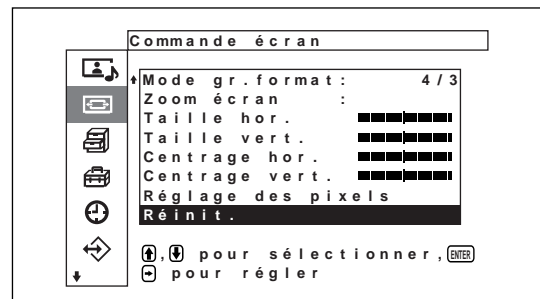 Commande écran
Mode gr.format: 4/3
Zoom écran :
Taille hor.
Taille vert.
Centrage hor.
Centrage vert.
Réglage des pixels
Réinit.
, pour sélectionner, ENTER
pour régler